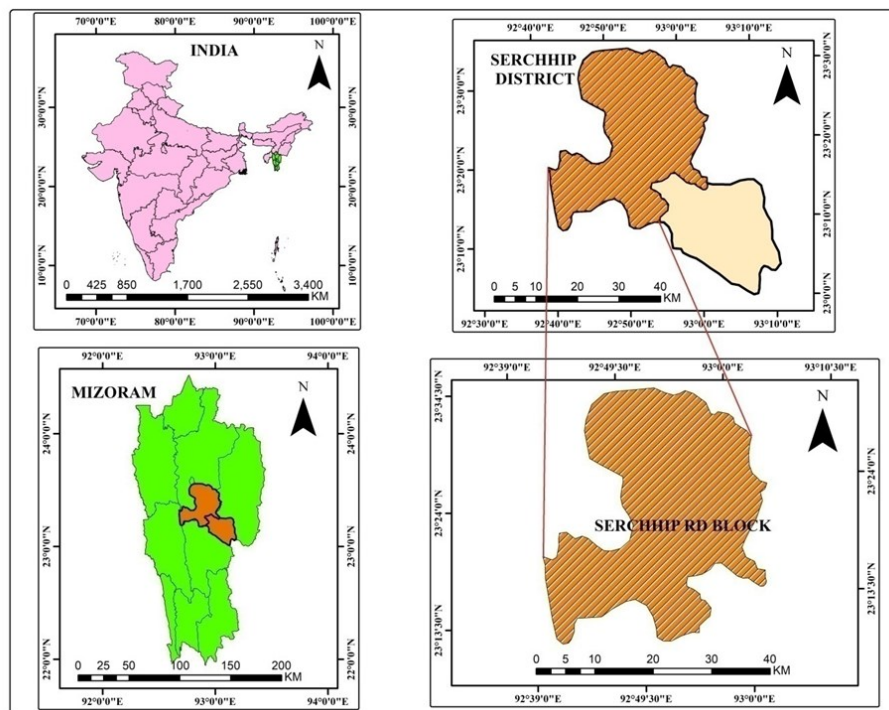 70°0'0"E 80°0'0"E 90°0'0"E 100°0'0"E
INDIA
N
30°0'0"N
20°0'0"N
10°0'0"N
30°0'0"N
20°0'0"N
10°0'0"N
0 425 850 1,700 2,550 3,400
KM
70°0'0"E 80°0'0"E 90°0'0"E 100°0'0"E
92°40'0"E 92°50'0"E 93°0'0"E 93°10'0"E
SERCHHIP
DISTRICT
N
23°30'0"N
23°20'0"N
23°10'0"N
23°30'0"N
23°20'0"N
23°10'0"N
23°0'0"N
0 5 10 20 30 40
KM
92°30'0"E 92°40'0"E 92°50'0"E 93°0'0"E 93°10'0"E
92°0'0"E 93°0'0"E 94°0'0"E
MIZORAM
N
24°0'0"N
23°0'0"N
22°0'0"N
24°0'0"N
23°0'0"N
22°0'0"N
0 25 50 100 150 200
KM
92°0'0"E 93°0'0"E 94°0'0"E
92°39'0"E 92°49'30"E 93°0'0"E 93°10'30"E
N
23°34'30"N
23°24'0"N
23°13'30"N
23°24'0"N
23°13'30"N
SERCHHIP RD BLOCK
0 5 10 20 30 40
KM
92°39'0"E 92°49'30"E 93°0'0"E